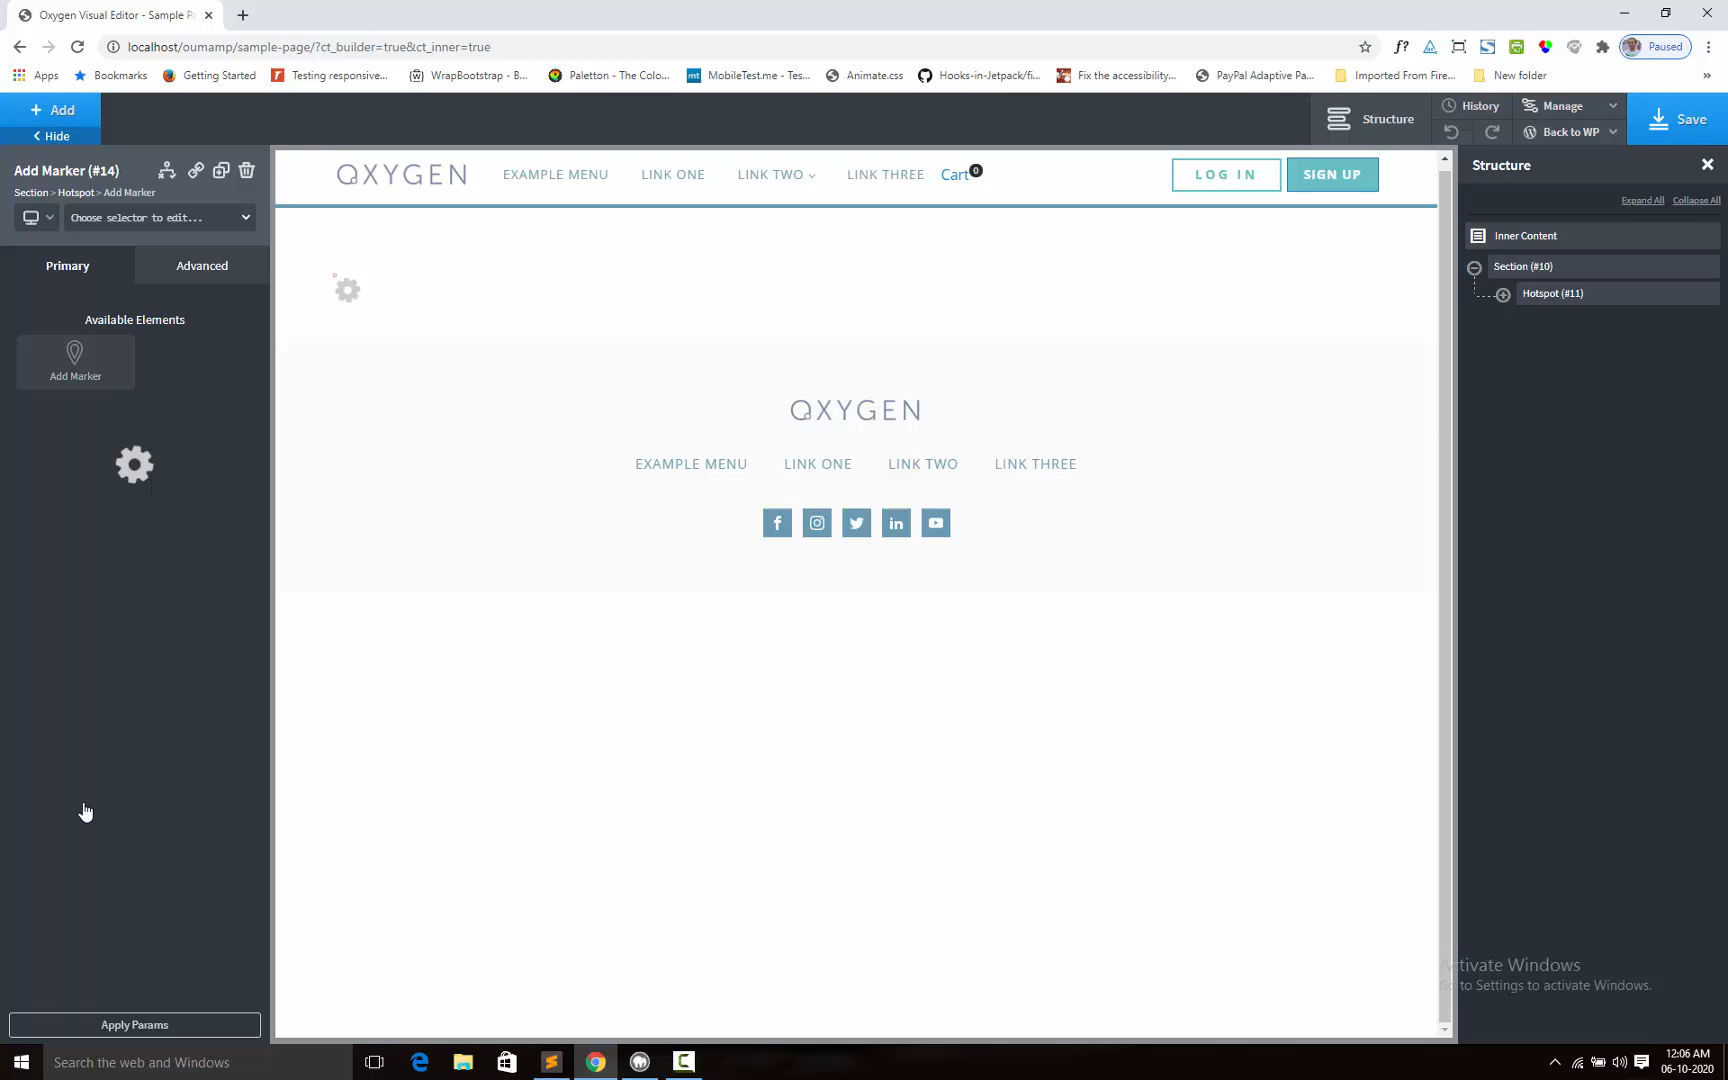 Oxygen Visual Editor - Sample P
localhost/oumamp/sample-page/?ct_builder=true&ct_inner=true
f?
Paused
Apps
Bookmarks
Getting Started
Testing responsive...
WrapBootstrap - B...
Paletton - The Colo...
MobileTest.me - Tes...
Animate.css
Hooks-in-Jetpack/fi...
Fix the accessibility...
PayPal Adaptive Pa...
Imported From Fire...
New folder
»
+ Add
Hide
Structure
History
Manage
Back to WP
Save
Add Marker (#14)
Section > Hotspot > Add Marker
Choose selector to edit...
Primary
Advanced
Available Elements
Add Marker
Apply Params
OXYGEN
EXAMPLE MENU
LINK ONE
LINK TWO
LINK THREE
Cart 0
LOG IN
SIGN UP
OXYGEN
EXAMPLE MENU
LINK ONE
LINK TWO
LINK THREE
Structure
Expand All
Collapse All
Inner Content
Section (#10)
Hotspot (#11)
Activate Windows
Go to Settings to activate Windows.
Search the web and Windows
12:06 AM
06-10-2020